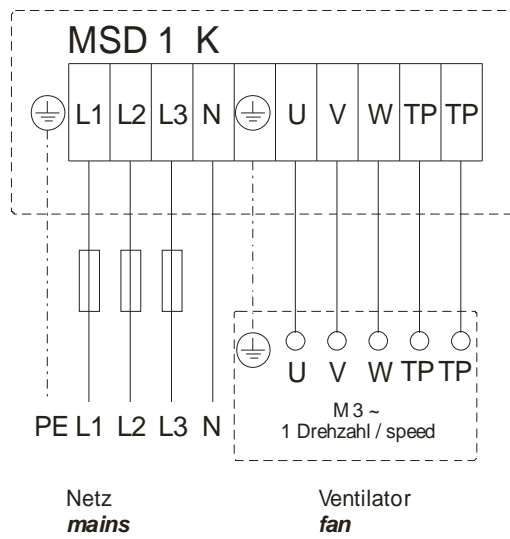 MSD 1 K
L1 L2 L3 N U V W TP TP
U V W TP TP
M 3 ~
1 Drehzahl / speed
PE L1 L2 L3 N
Netz
mains
Ventilator
fan